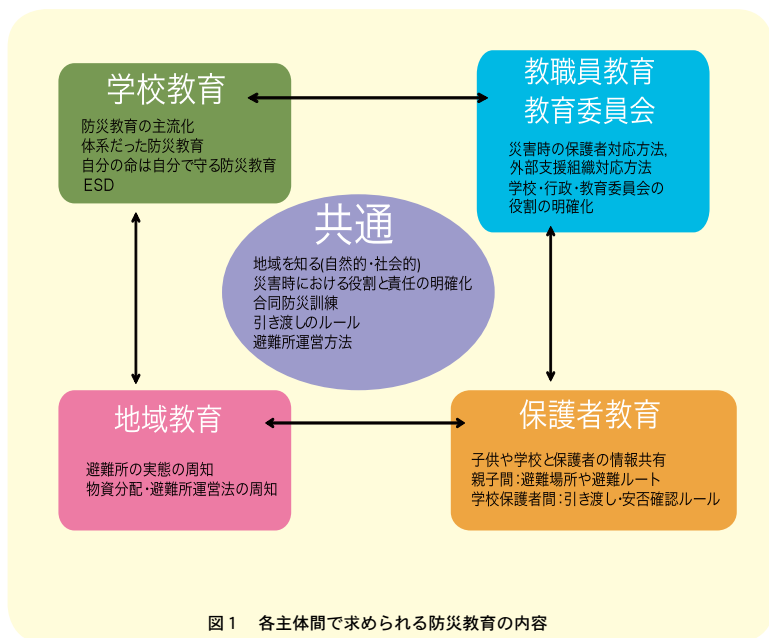 学校教育
防災教育の主流化
体系だった防災教育
自分の命は自分で守る防災教育
ESD
教職員教育
教育委員会
災害時の保護者対応方法,
外部支援組織対応方法
学校・行政・教育委員会の
役割の明確化
共通
地域を知る(自然的・社会的)
災害時における役割と責任の明確化
合同防災訓練
引き渡しのルール
避難所運営方法
地域教育
避難所の実態の周知
物資分配・避難所運営法の周知
保護者教育
子供や学校と保護者の情報共有
親子間：避難場所や避難ルート
学校保護者間：引き渡し・安否確認ルール
図1　各主体間で求められる防災教育の内容